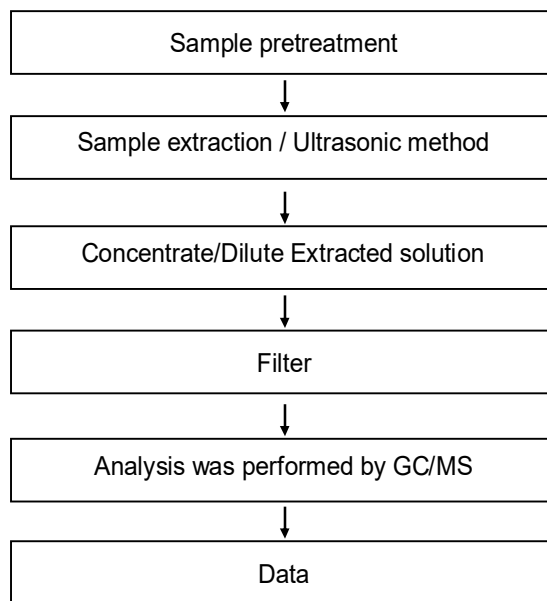 Sample pretreatment
Sample extraction / Ultrasonic method
Concentrate/Dilute Extracted solution
Filter
Analysis was performed by GC/MS
Data